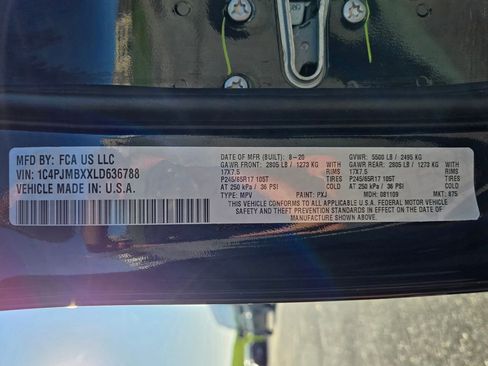 MFD BY: FCA US LLC
VIN: 1C4PJMBXXLD636788
VEHICLE MADE IN U.S.A.
DATE OF MFR (BUILT): 8-20 GVWR: 5500 LB / 2495 KG
GAWR FRONT: 2805 LB / 1273 KG WITH GAWR REAR: 2805 LB / 1273 KG WITH
17X7.5 RIMS 17X7.5 RIMS
P245/65R17 105T TIRES P245/65R17 105T TIRES
AT 250 kPa / 36 PSI AT 250 kPa / 36 PSI
TYPE: MPV PAINT: PXJ MDH: 081109 MKT: 875
THIS VEHICLE CONFORMS TO ALL APPLICABLE U.S.A. FEDERAL MOTOR VEHICLE
SAFETY, BUMPER, AND THEFT PREVENTION STANDARDS IN EFFECT ON THE DATE OF MANUFACTURE
SHOWN ABOVE.